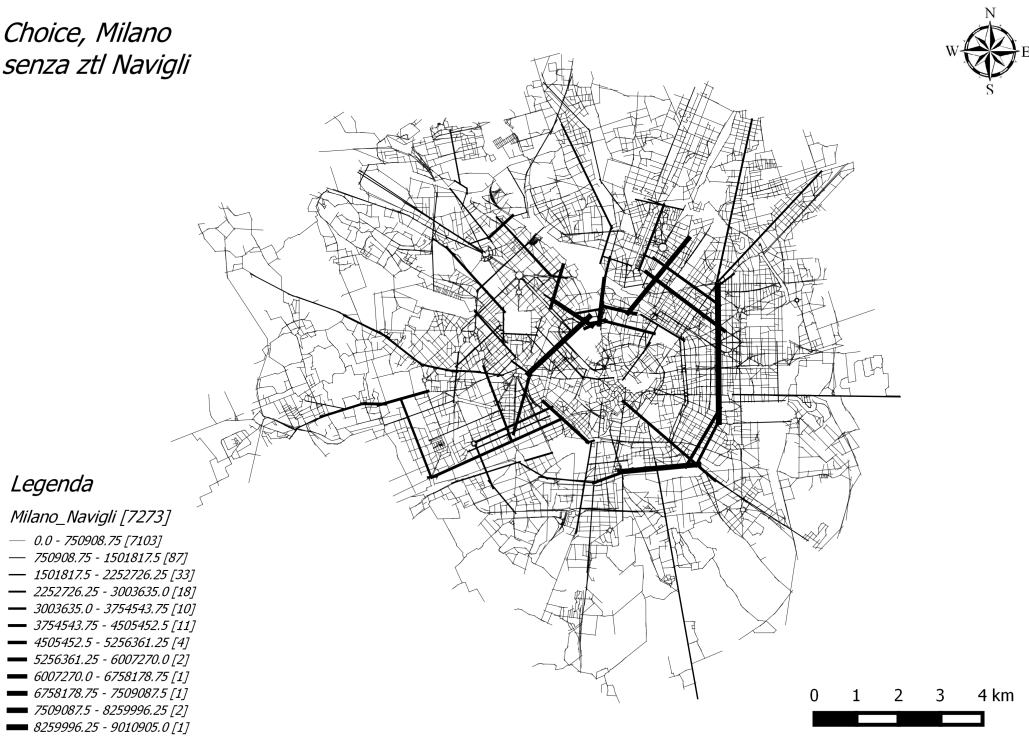 Choice, Milano
senza ztl Navigli
N
W E
S
Legenda
Milano_Navigli [7273]
0.0 - 750908.75 [7103]
750908.75 - 1501817.5 [87]
1501817.5 - 2252726.25 [33]
2252726.25 - 3003635.0 [18]
3003635.0 - 3754543.75 [10]
3754543.75 - 4505452.5 [11]
4505452.5 - 5256361.25 [4]
5256361.25 - 6007270.0 [2]
6007270.0 - 6758178.75 [1]
6758178.75 - 7509087.5 [1]
7509087.5 - 8259996.25 [2]
8259996.25 - 9010905.0 [1]
0 1 2 3 4 km